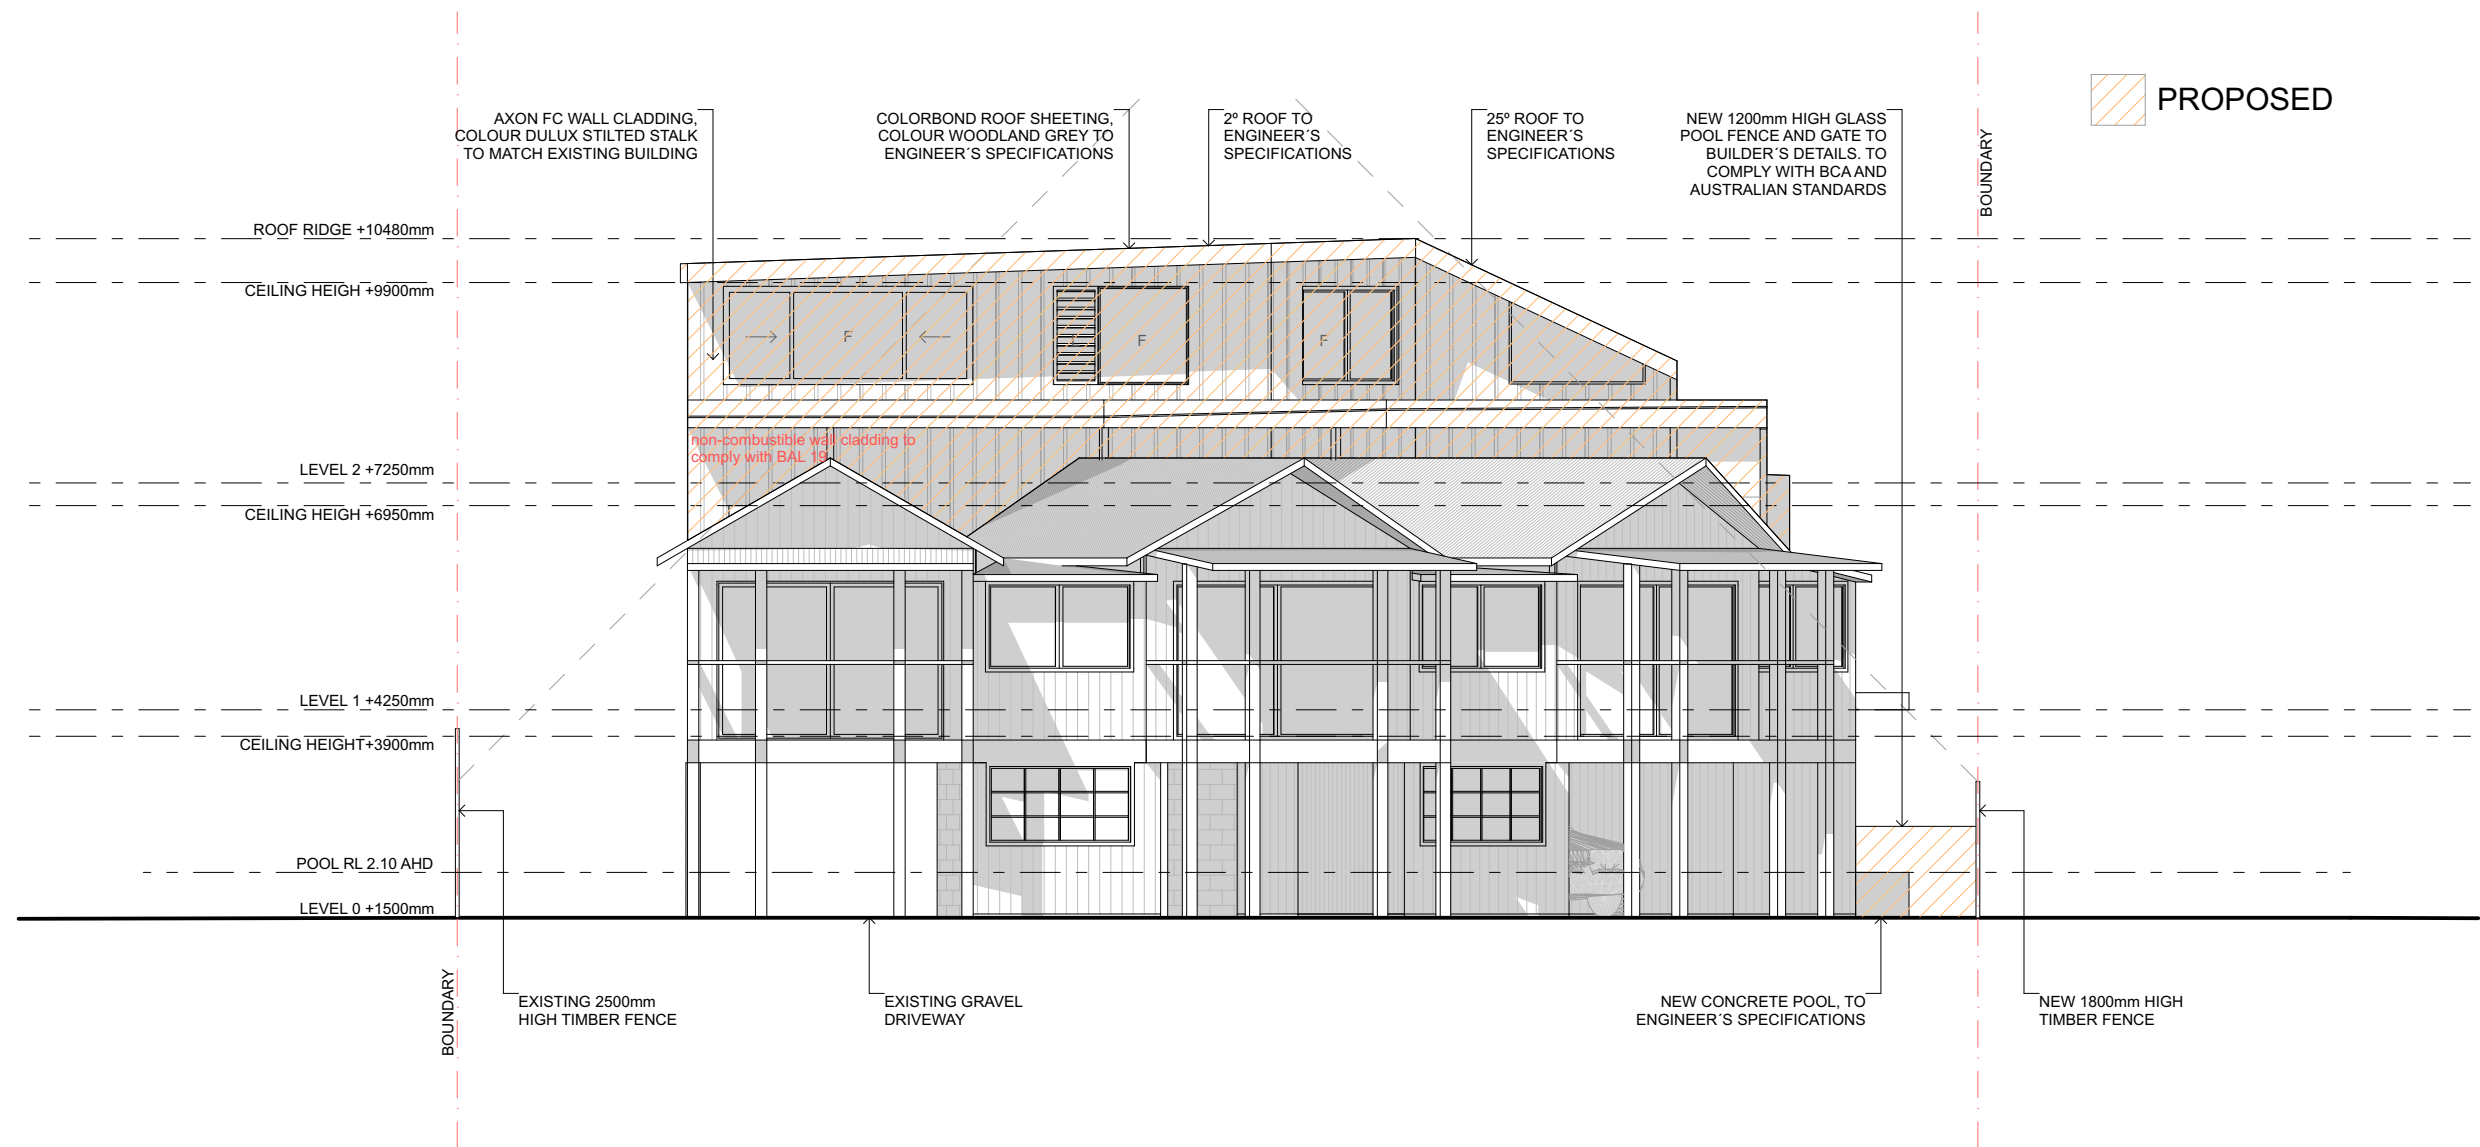 PROPOSED
AXON FC WALL CLADDING,
COLOUR DULUX STILTED STALK
TO MATCH EXISTING BUILDING
COLORBOND ROOF SHEETING,
COLOUR WOODLAND GREY TO
ENGINEER´S SPECIFICATIONS
2º ROOF TO
ENGINEER´S
SPECIFICATIONS
25º ROOF TO
ENGINEER´S
SPECIFICATIONS
NEW 1200mm HIGH GLASS
POOL FENCE AND GATE TO
BUILDER´S DETAILS. TO
COMPLY WITH BCA AND
AUSTRALIAN STANDARDS
BOUNDARY
ROOF RIDGE +10480mm
CEILING HEIGH +9900mm
F
F
F
non-combustible wall cladding to
comply with BAL 19
LEVEL 2 +7250mm
CEILING HEIGH +6950mm
LEVEL 1 +4250mm
CEILING HEIGHT+3900mm
POOL RL 2.10 AHD
LEVEL 0 +1500mm
BOUNDARY
EXISTING 2500mm
HIGH TIMBER FENCE
EXISTING GRAVEL
DRIVEWAY
NEW CONCRETE POOL, TO
ENGINEER´S SPECIFICATIONS
NEW 1800mm HIGH
TIMBER FENCE